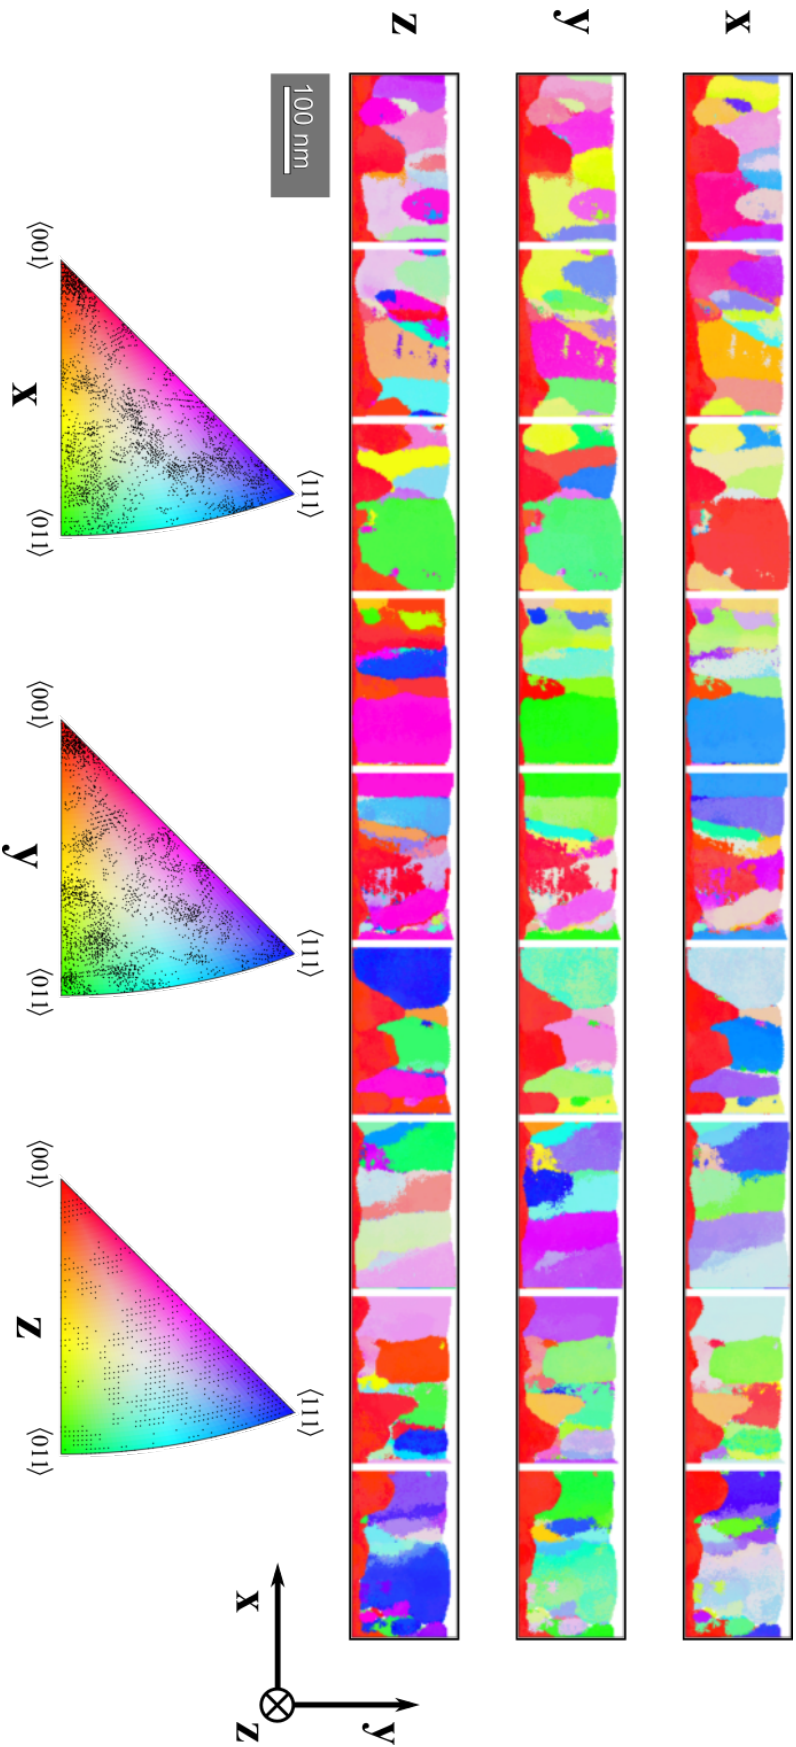 x
y
z
100 nm
y
x z
⟨111⟩ ⟨111⟩ ⟨111⟩
⟨001⟩ ⟨011⟩ ⟨001⟩ ⟨011⟩ ⟨001⟩ ⟨011⟩
x y z